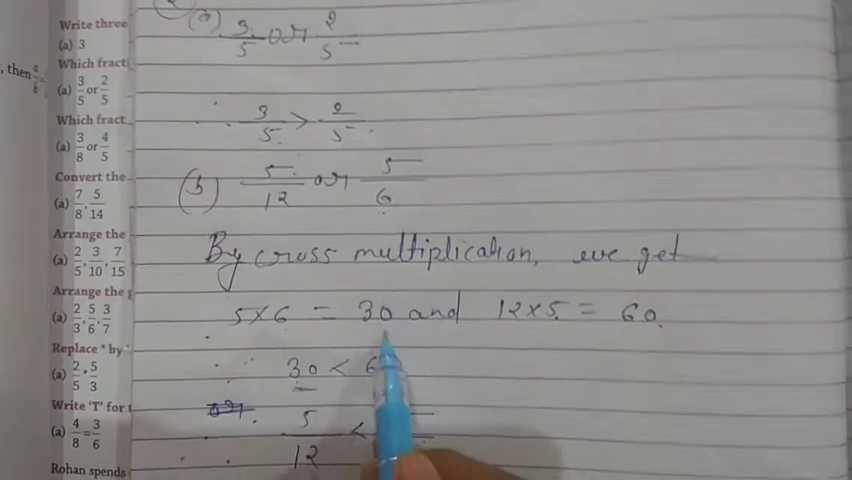 , then a/b =
Write three
(a) 3
Which fracti
(a) 3/5 or 2/5
Which fract
(a) 3/8 or 4/5
Convert the
(a) 7/8, 5/14
Arrange the
(a) 2/5, 3/10, 7/15
Arrange the g
(a) 2/3, 5/6, 3/7
Replace * by
(a) 2/5 * 5/3
Write 'T' for t
(a) 4/8 = 3/6
Rohan spends
(a) 3/5 or 2/5
∴ 3/5 > 2/5
(b) 5/12 or 5/6
By cross multiplication, we get
5×6 = 30 and 12×5 = 60
∴ 30 <
5/12 <